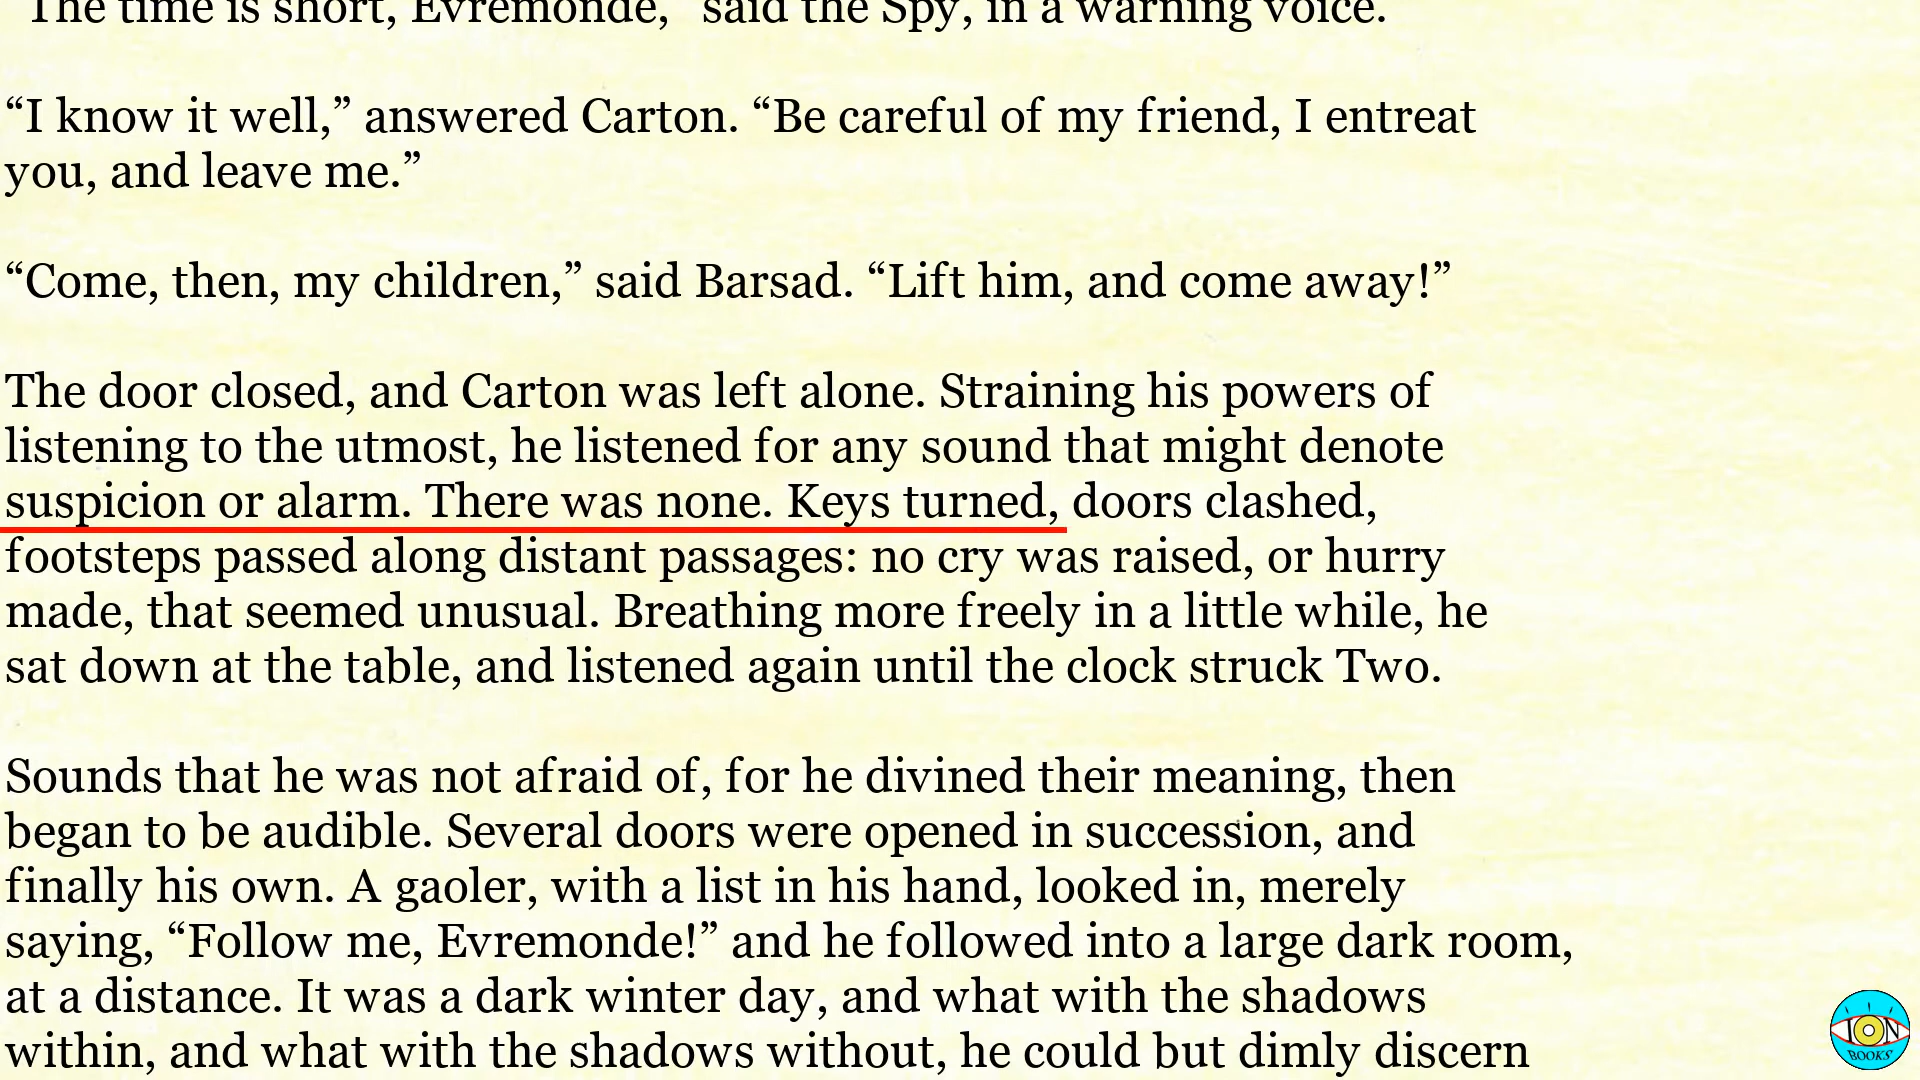 "The time is short, Evremonde," said the Spy, in a warning voice.
“I know it well,” answered Carton. “Be careful of my friend, I entreat
you, and leave me.”
“Come, then, my children,” said Barsad. “Lift him, and come away!”
The door closed, and Carton was left alone. Straining his powers of
listening to the utmost, he listened for any sound that might denote
suspicion or alarm. There was none. Keys turned, doors clashed,
footsteps passed along distant passages: no cry was raised, or hurry
made, that seemed unusual. Breathing more freely in a little while, he
sat down at the table, and listened again until the clock struck Two.
Sounds that he was not afraid of, for he divined their meaning, then
began to be audible. Several doors were opened in succession, and
finally his own. A gaoler, with a list in his hand, looked in, merely
saying, “Follow me, Evremonde!” and he followed into a large dark room,
at a distance. It was a dark winter day, and what with the shadows
within, and what with the shadows without, he could but dimly discern
ION
BOOKS